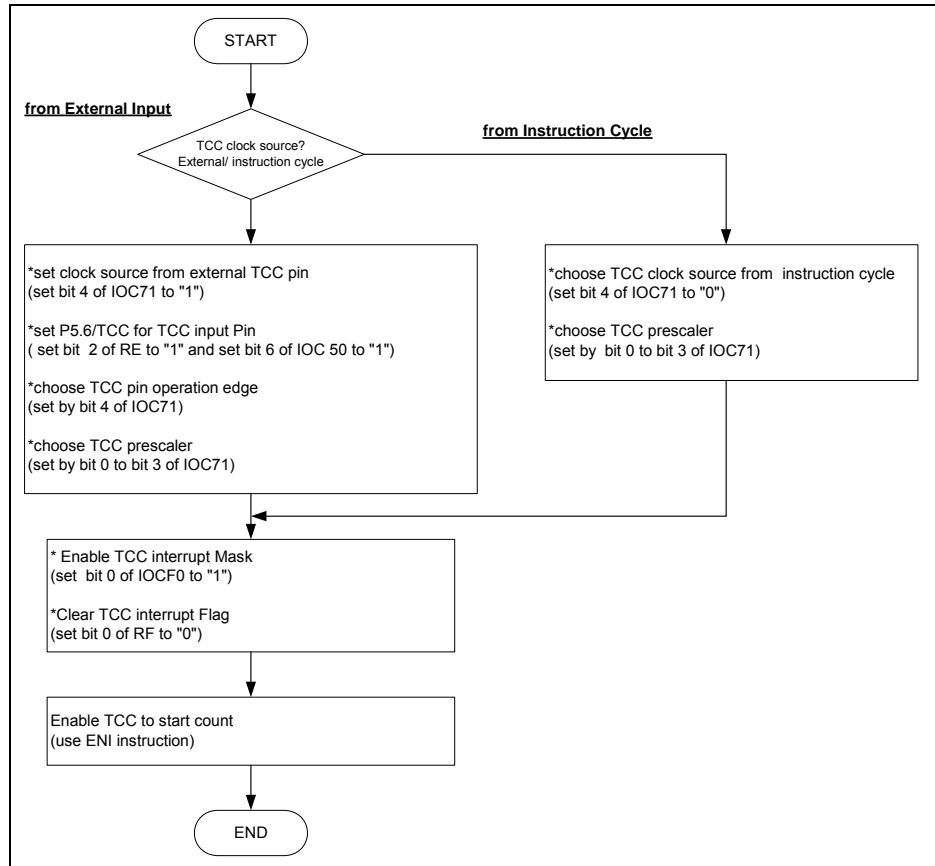 START
from External Input
from Instruction Cycle
TCC clock source?
External/ instruction cycle
*set clock source from external TCC pin
(set bit 4 of IOC71 to "1")
*set P5.6/TCC for TCC input Pin
( set bit 2 of RE to "1" and set bit 6 of IOC 50 to "1")
*choose TCC pin operation edge
(set by bit 4 of IOC71)
*choose TCC prescaler
(set by bit 0 to bit 3 of IOC71)
*choose TCC clock source from instruction cycle
(set bit 4 of IOC71 to "0")
*choose TCC prescaler
(set by bit 0 to bit 3 of IOC71)
* Enable TCC interrupt Mask
(set bit 0 of IOCF0 to "1")
*Clear TCC interrupt Flag
(set bit 0 of RF to "0")
Enable TCC to start count
(use ENI instruction)
END